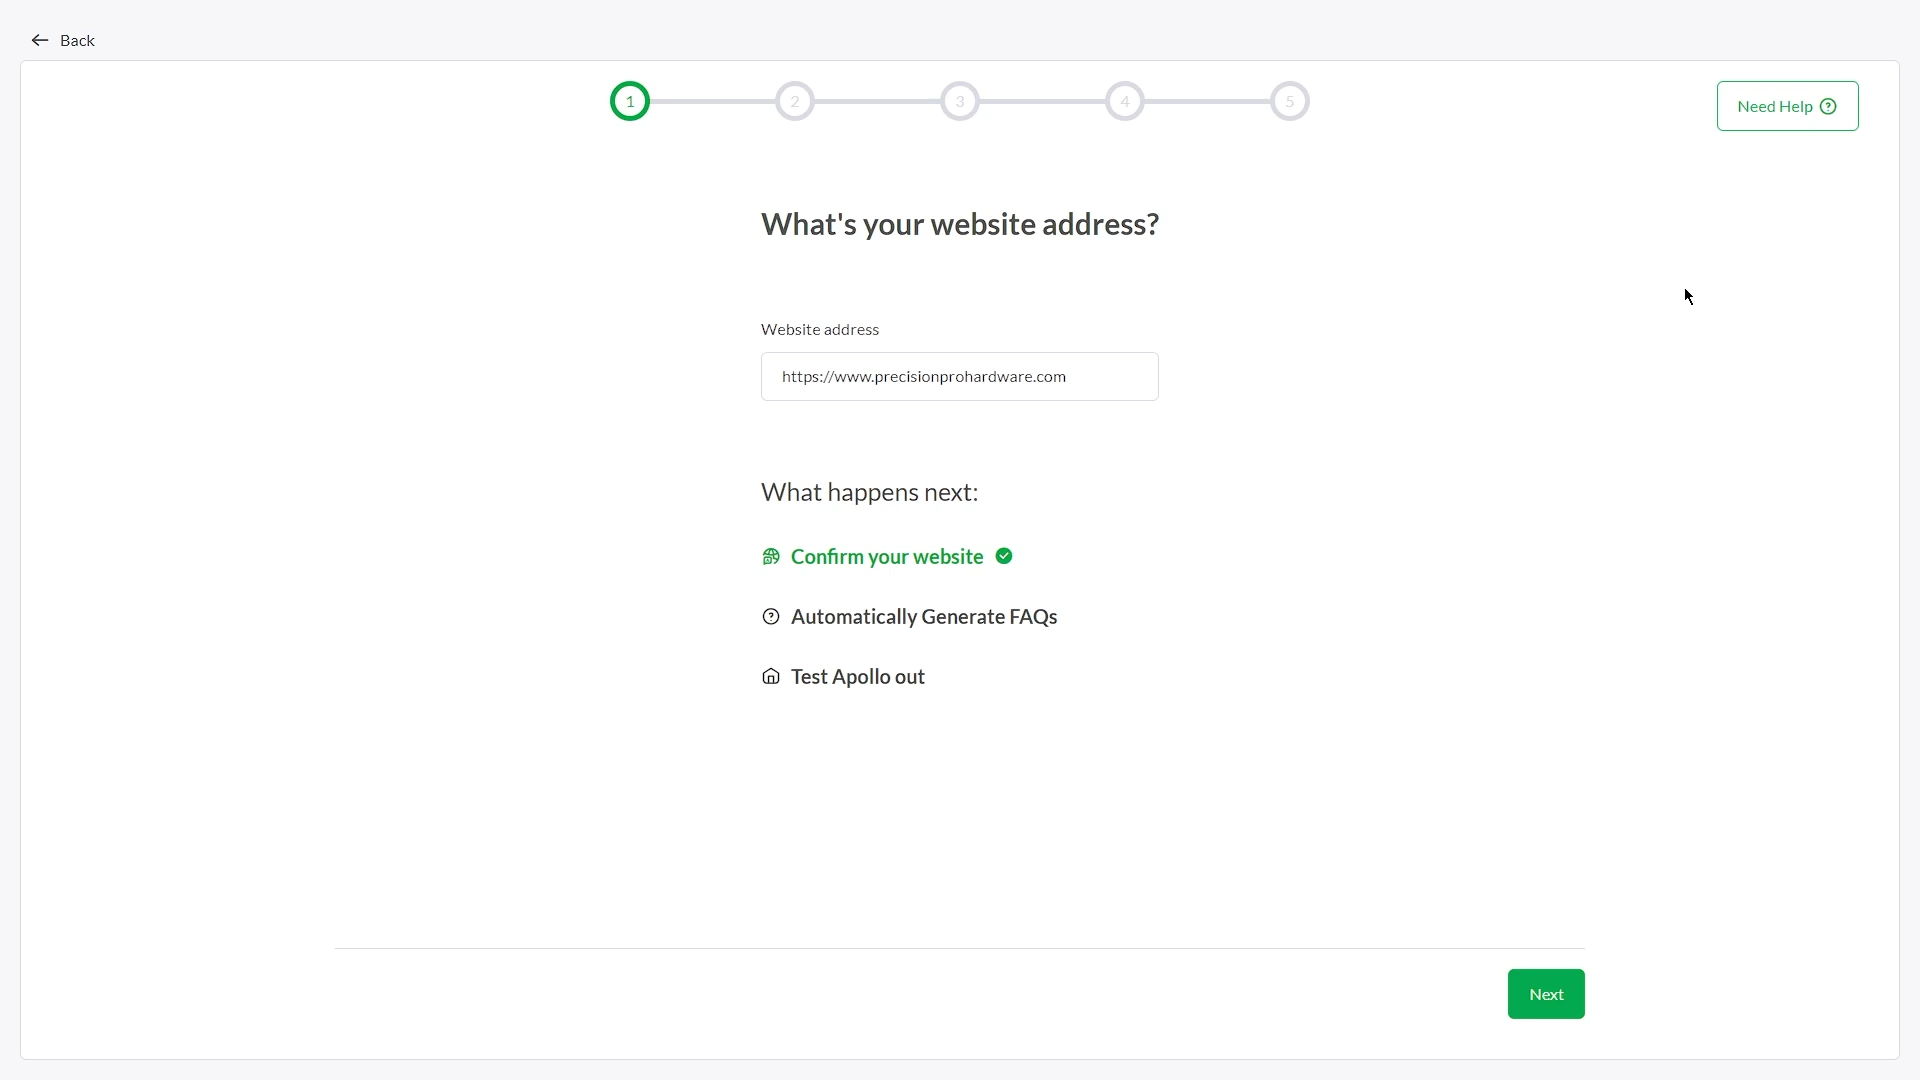 Back
1
2
3
4
5
Need Help
What's your website address?
Website address
https://www.precisionprohardware.com
What happens next:
Confirm your website
Automatically Generate FAQs
Test Apollo out
Next